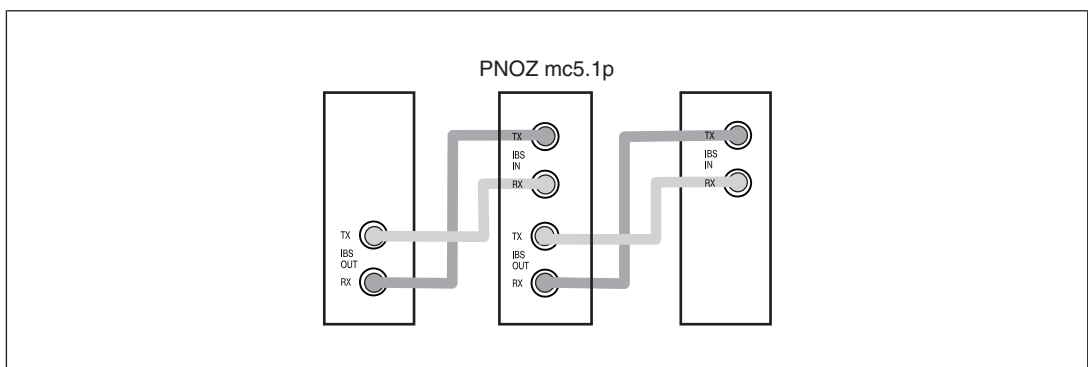 PNOZ mc5.1p
TX
IBS
OUT
RX
TX
IBS
IN
RX
TX
IBS
OUT
RX
TX
IBS
IN
RX